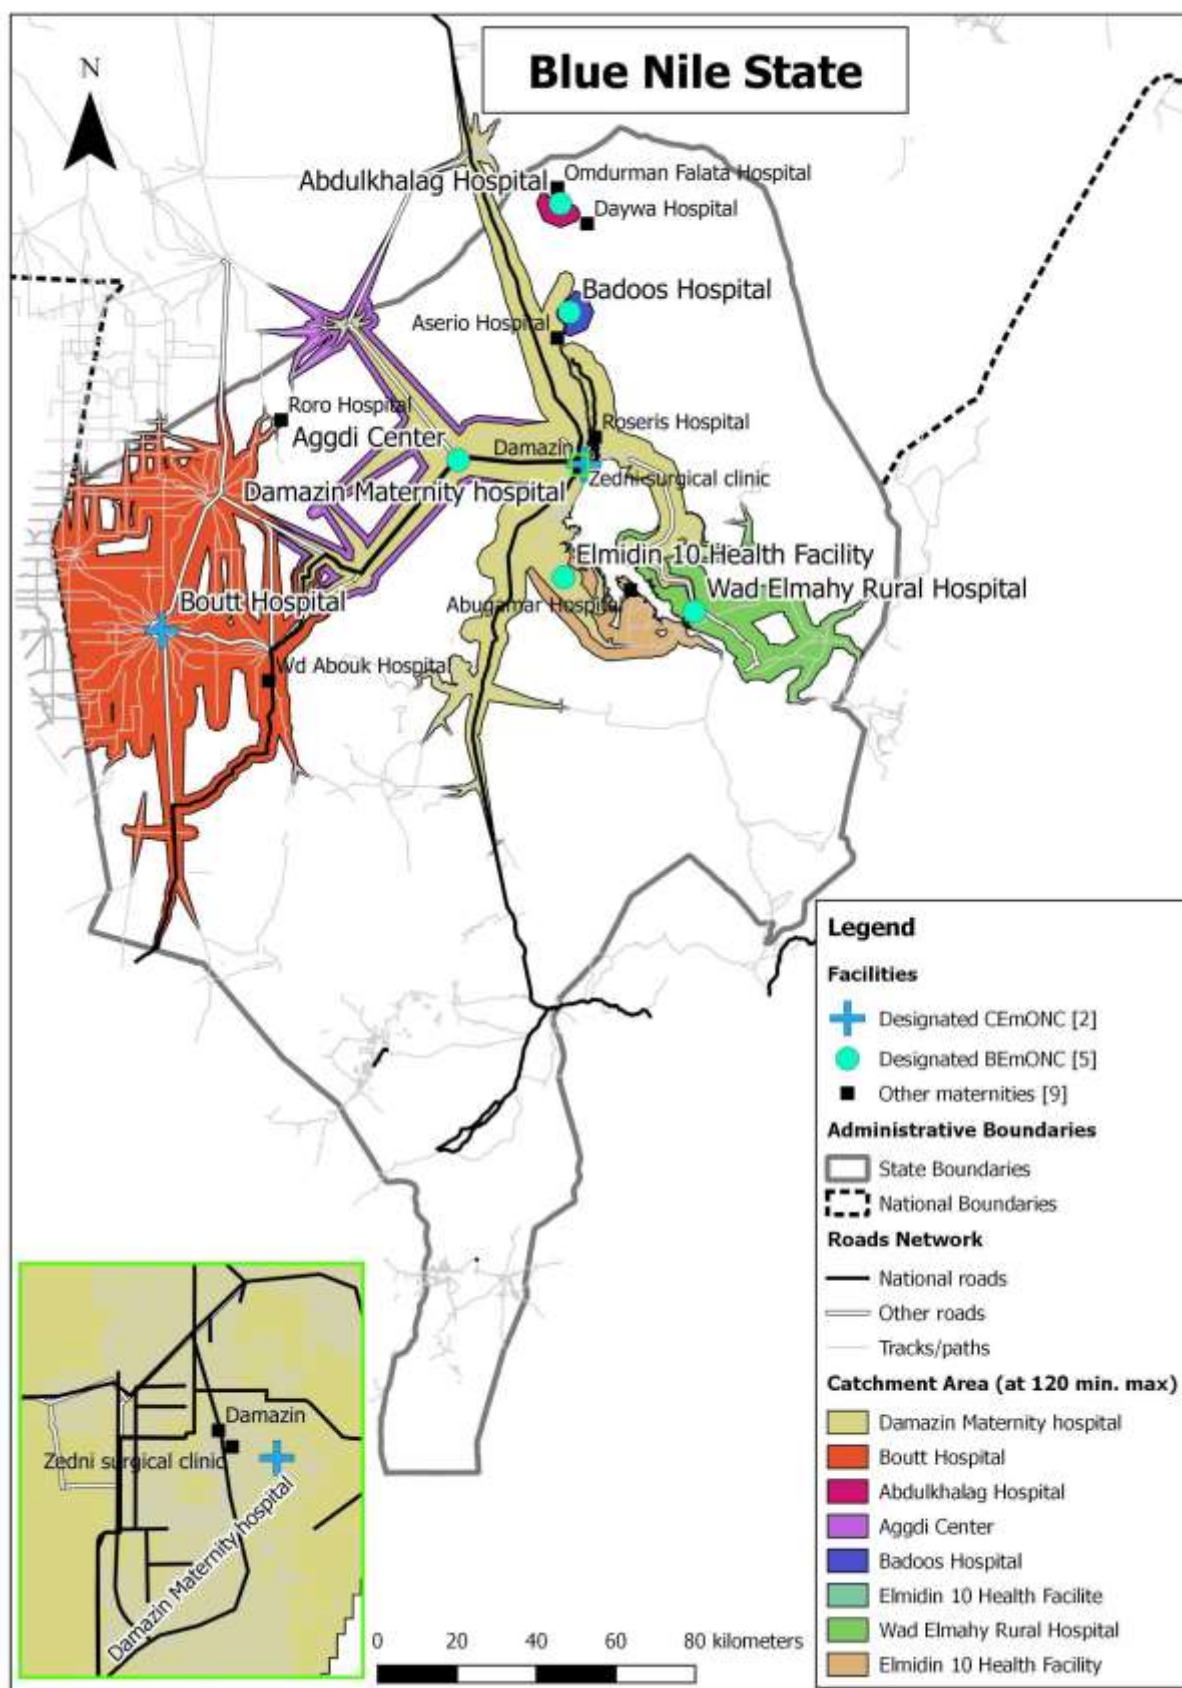 Blue Nile State
N
Omdurman Falata Hospital
Abdulkhalag Hospital
Daywa Hospital
Badoos Hospital
Aserio Hospital
Roro Hospital
Roseris Hospital
Aggdi Center
Damazin
Zedni surgical clinic
Damazin Maternity hospital
Elmidin 10 Health Facility
Wad Elmahy Rural Hospital
Boutt Hospital
Abuqamar Hospital
Wd Abouk Hospital
Legend
Facilities
Designated CEmONC [2]
Designated BEmONC [5]
Other maternities [9]
Administrative Boundaries
State Boundaries
National Boundaries
Roads Network
National roads
Other roads
Tracks/paths
Catchment Area (at 120 min. max)
Damazin Maternity hospital
Boutt Hospital
Abdulkhalag Hospital
Aggdi Center
Badoos Hospital
Elmidin 10 Health Facilite
Wad Elmahy Rural Hospital
Elmidin 10 Health Facility
Damazin
Zedni surgical clinic
Damazin Maternity hospital
0 20 40 60 80 kilometers